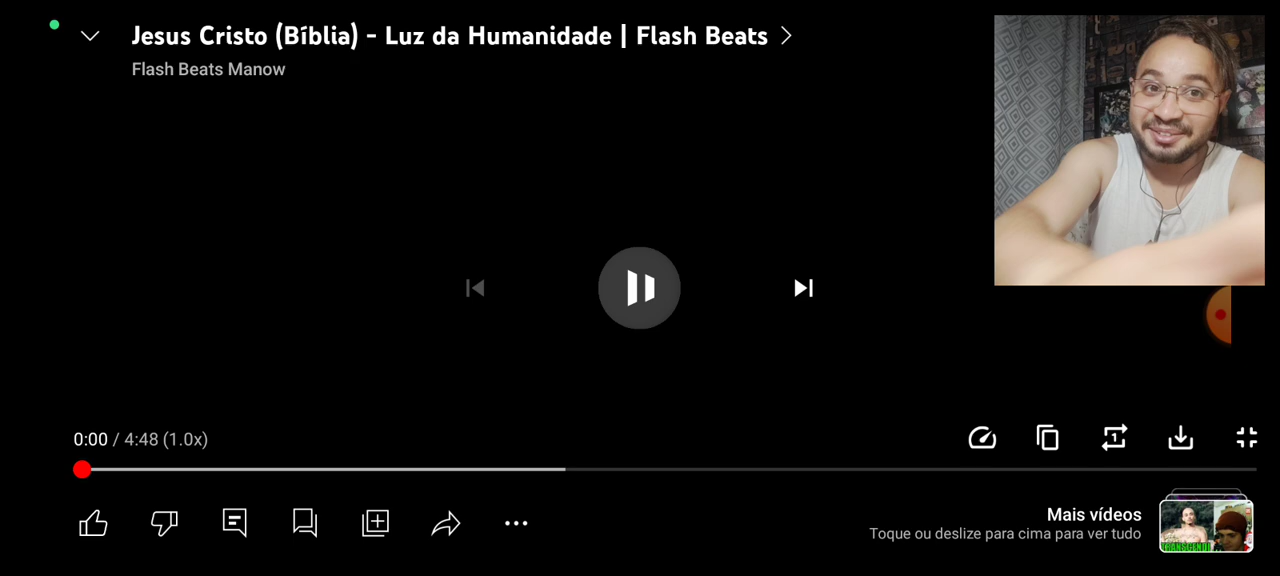 Jesus Cristo (Bíblia) - Luz da Humanidade | Flash Beats
Flash Beats Manow
0:00 / 4:48 (1.0x)
1
Mais vídeos
Toque ou deslize para cima para ver tudo